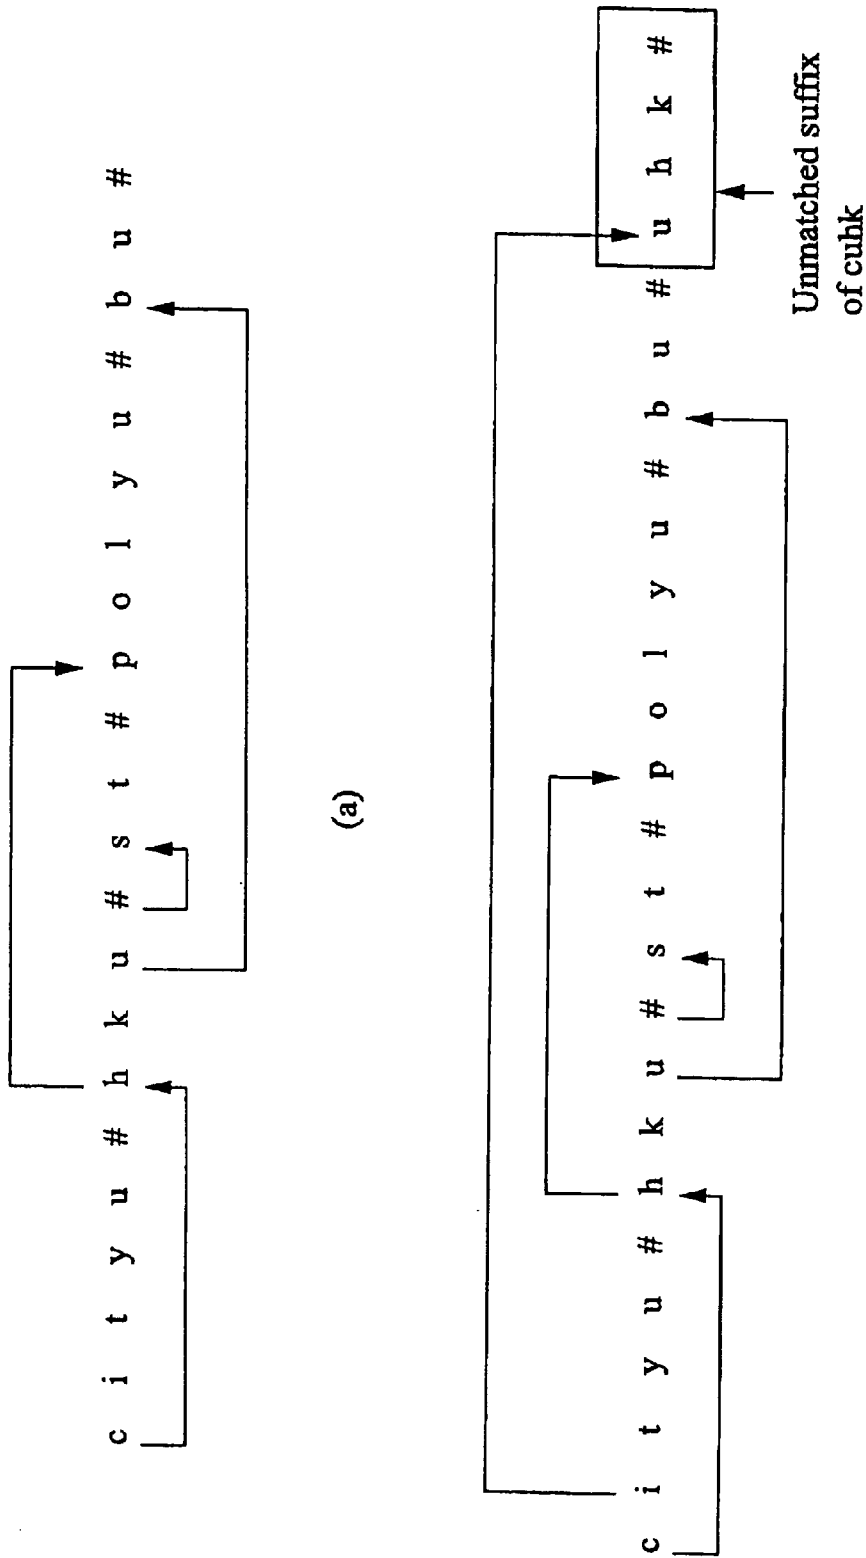 c i t y u # h k u # s t # p o l y u # b u #
(a)
c i t y u # h k u # s t # p o l y u # b u # u h k #
Unmatched suffix
of cuhk